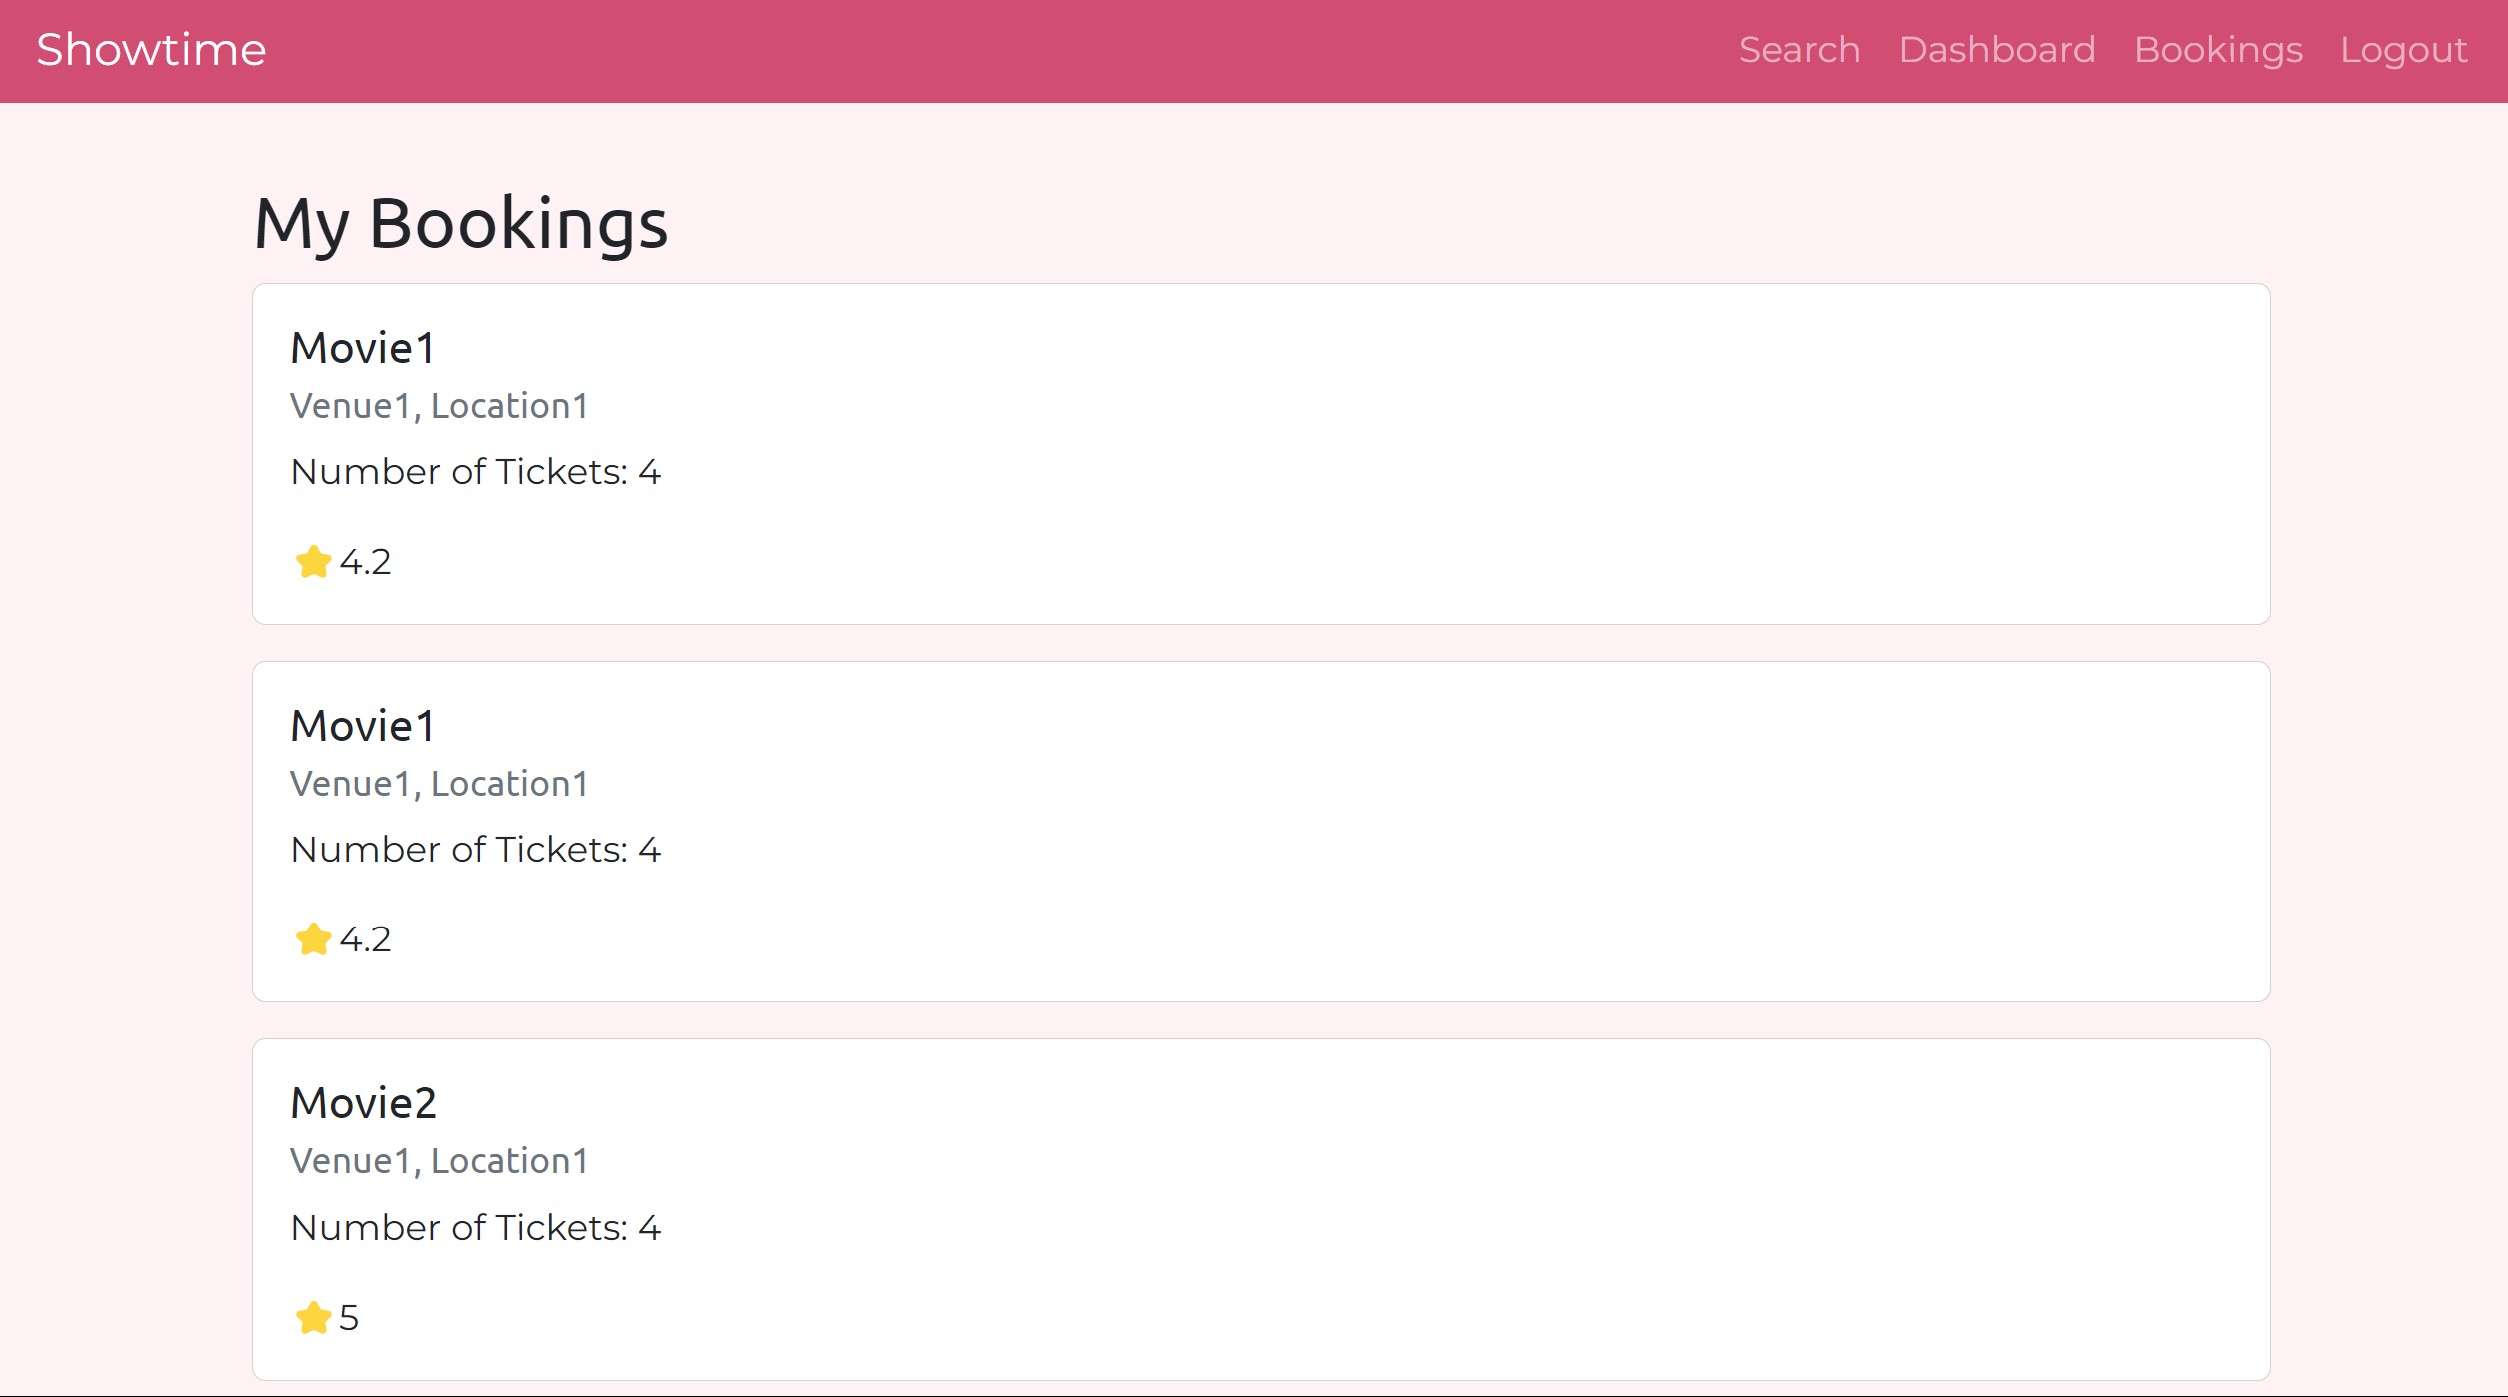 Showtime
Search Dashboard Bookings Logout
My Bookings
Movie1
Venue1, Location1
Number of Tickets: 4
4.2
Movie1
Venue1, Location1
Number of Tickets: 4
4.2
Movie2
Venue1, Location1
Number of Tickets: 4
5